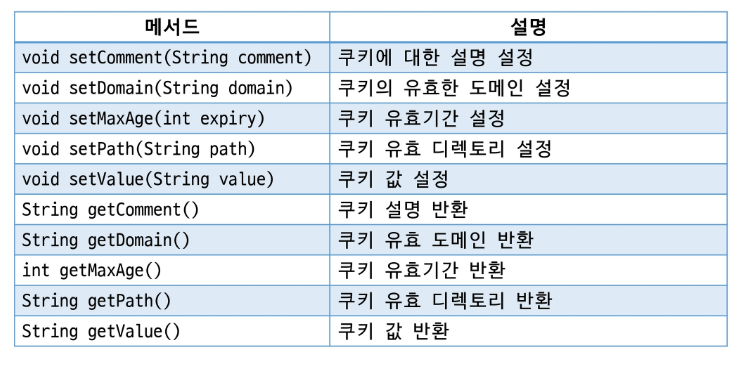 메서드 설명
void setComment(String comment) 쿠키에 대한 설명 설정
void setDomain(String domain) 쿠키의 유효한 도메인 설정
void setMaxAge(int expiry) 쿠키 유효기간 설정
void setPath(String path) 쿠키 유효 디렉토리 설정
void setValue(String value) 쿠키 값 설정
String getComment() 쿠키 설명 반환
String getDomain() 쿠키 유효 도메인 반환
int getMaxAge() 쿠키 유효기간 반환
String getPath() 쿠키 유효 디렉토리 반환
String getValue() 쿠키 값 반환